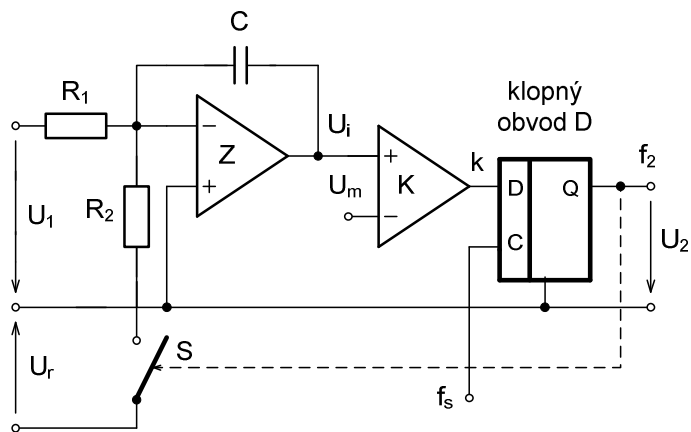 C
R₁
klopný
obvod D
Uᵢ
f₂
Z
k
Uₘ
K
D
Q
R₂
U₁
C
U₂
S
Uᵣ
fₛ